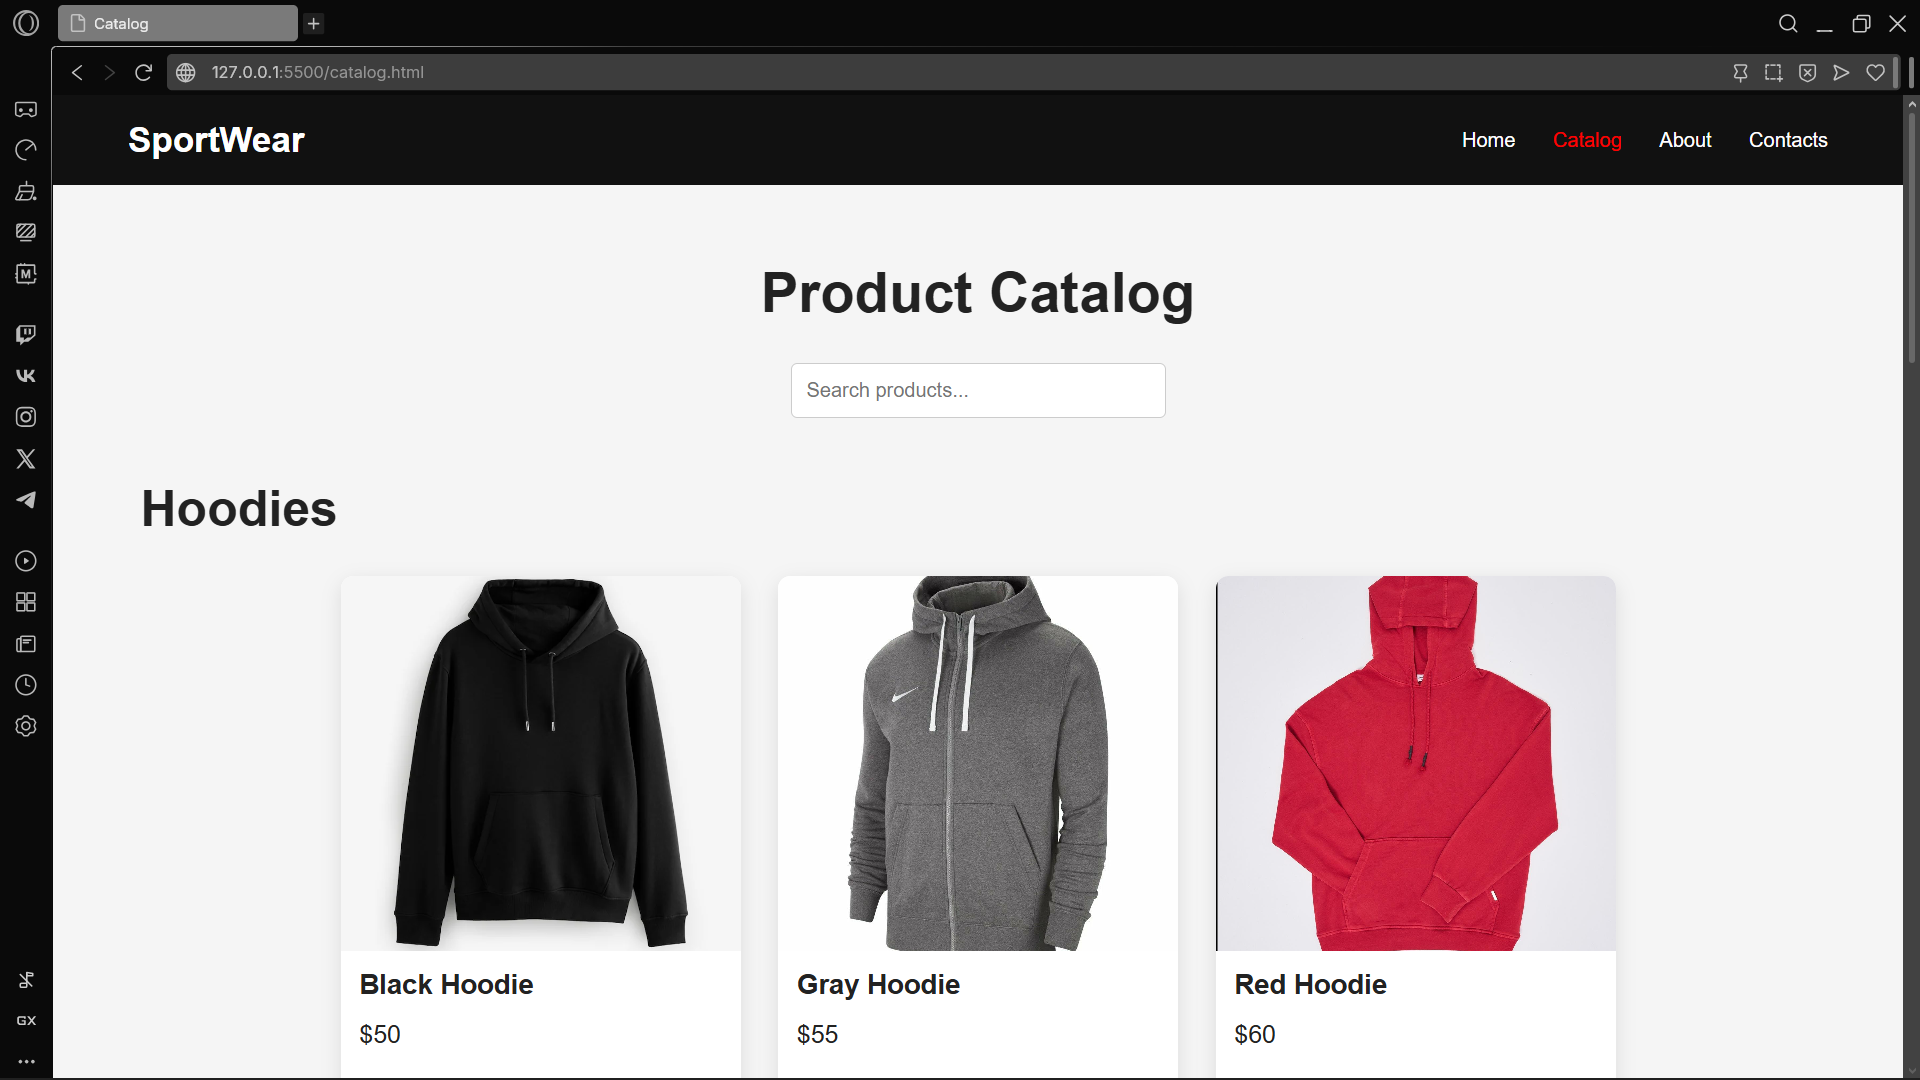 Catalog
127.0.0.1:5500/catalog.html
SportWear
Home Catalog About Contacts
Product Catalog
Search products...
Hoodies
Black Hoodie
$50
Gray Hoodie
$55
Red Hoodie
$60
M
VK
GX